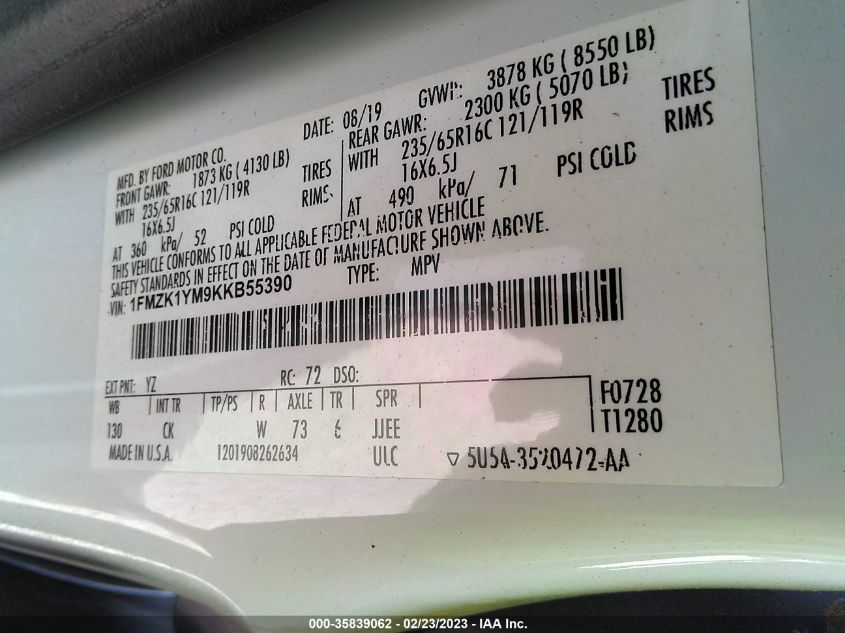 MFD. BY FORD MOTOR CO. DATE: 08/19 GVWR: 3878 KG ( 8550 LB)
FRONT GAWR: 1873 KG ( 4130 LB) REAR GAWR: 2300 KG ( 5070 LB)
WITH 235/65R16C 121/119R TIRES WITH 235/65R16C 121/119R TIRES
16X6.5J RIMS 16X6.5J RIMS
AT 360 kPa/ 52 PSI COLD AT 490 kPa/ 71 PSI COLD
THIS VEHICLE CONFORMS TO ALL APPLICABLE FEDERAL MOTOR VEHICLE
SAFETY STANDARDS IN EFFECT ON THE DATE OF MANUFACTURE SHOWN ABOVE.
VIN: 1FMZK1YM9KKB55390 TYPE: MPV
EXT PNT: YZ RC: 72 DSO:
WB INT TR TP/PS R AXLE TR SPR F0728
130 CK W 73 6 JJEE T1280
MADE IN U.S.A. 1201908262634 ULC ▽ 5U5A-3520472-AA
000-35839062 - 02/23/2023 - IAA Inc.